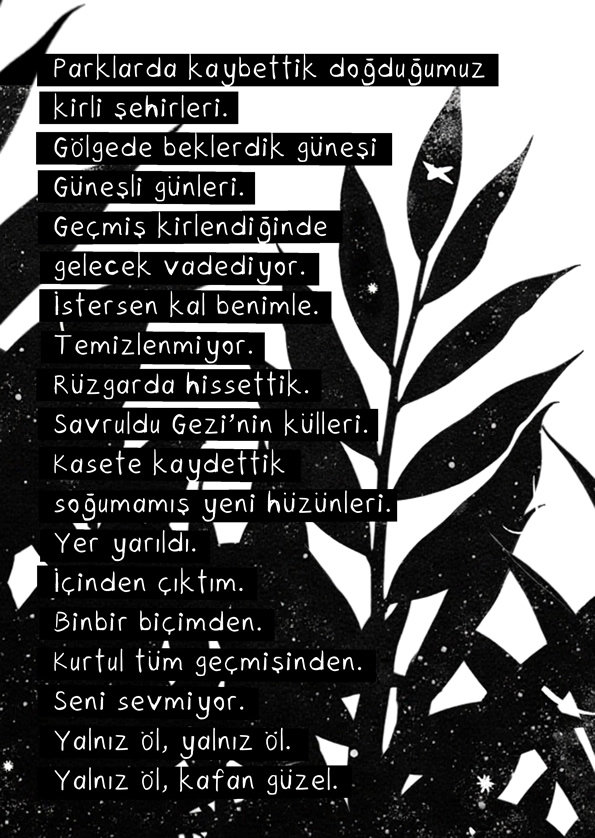 Parklarda kaybettik doğduğumuz
kirli şehirleri.
Gölgede beklerdik güneşi
Güneşli günleri.
Geçmiş kirlendiğinde
gelecek vadediyor.
İstersen kal benimle.
Temizlenmiyor.
Rüzgarda hissettik.
Savruldu Gezi'nin külleri.
Kasete kaydettik
soğumamış yeni hüzünleri.
Yer yarıldı.
İçinden çıktım.
Binbir biçimden.
Kurtul tüm geçmişinden.
Seni sevmiyor.
Yalnız öl, yalnız öl.
Yalnız öl, kafan güzel.